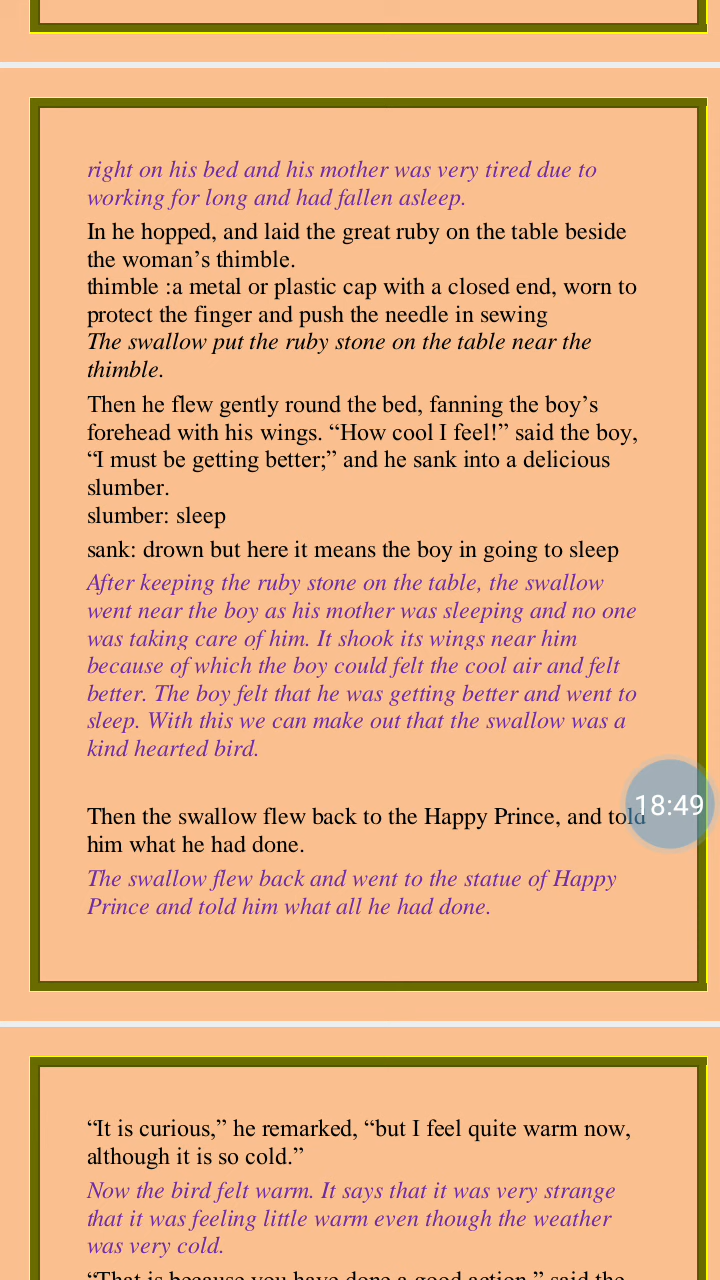 right on his bed and his mother was very tired due to
working for long and had fallen asleep.
In he hopped, and laid the great ruby on the table beside
the woman’s thimble.
thimble :a metal or plastic cap with a closed end, worn to
protect the finger and push the needle in sewing
The swallow put the ruby stone on the table near the
thimble.
Then he flew gently round the bed, fanning the boy’s
forehead with his wings. “How cool I feel!” said the boy,
“I must be getting better;” and he sank into a delicious
slumber.
slumber: sleep
sank: drown but here it means the boy in going to sleep
After keeping the ruby stone on the table, the swallow
went near the boy as his mother was sleeping and no one
was taking care of him. It shook its wings near him
because of which the boy could felt the cool air and felt
better. The boy felt that he was getting better and went to
sleep. With this we can make out that the swallow was a
kind hearted bird.
18:49
Then the swallow flew back to the Happy Prince, and told
him what he had done.
The swallow flew back and went to the statue of Happy
Prince and told him what all he had done.
“It is curious,” he remarked, “but I feel quite warm now,
although it is so cold.”
Now the bird felt warm. It says that it was very strange
that it was feeling little warm even though the weather
was very cold.
“That is because you have done a good action,” said the